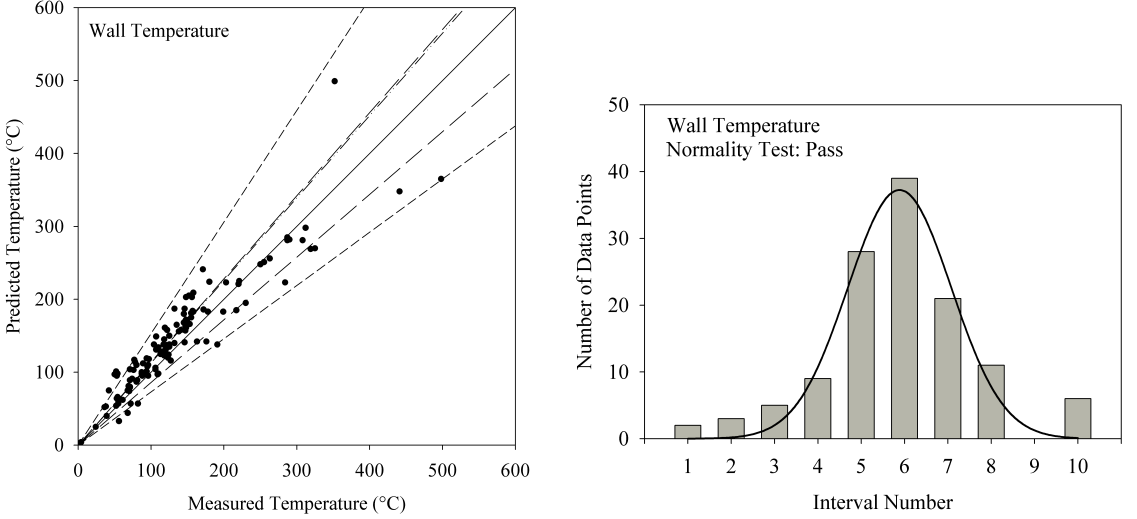 Wall Temperature
Predicted Temperature (°C)
600
500
400
300
200
100
0
0 100 200 300 400 500 600
Measured Temperature (°C)
Wall Temperature
Normality Test: Pass
Number of Data Points
50
40
30
20
10
0
1 2 3 4 5 6 7 8 9 10
Interval Number